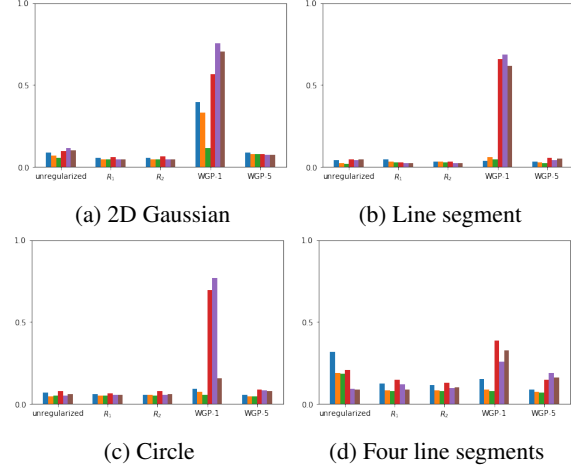 1.0
0.5
0.0
unregularized R₁ R₂ WGP-1 WGP-5
(a) 2D Gaussian
1.0
0.5
0.0
unregularized R₁ R₂ WGP-1 WGP-5
(b) Line segment
1.0
0.5
0.0
unregularized R₁ R₂ WGP-1 WGP-5
(c) Circle
1.0
0.5
0.0
unregularized R₁ R₂ WGP-1 WGP-5
(d) Four line segments